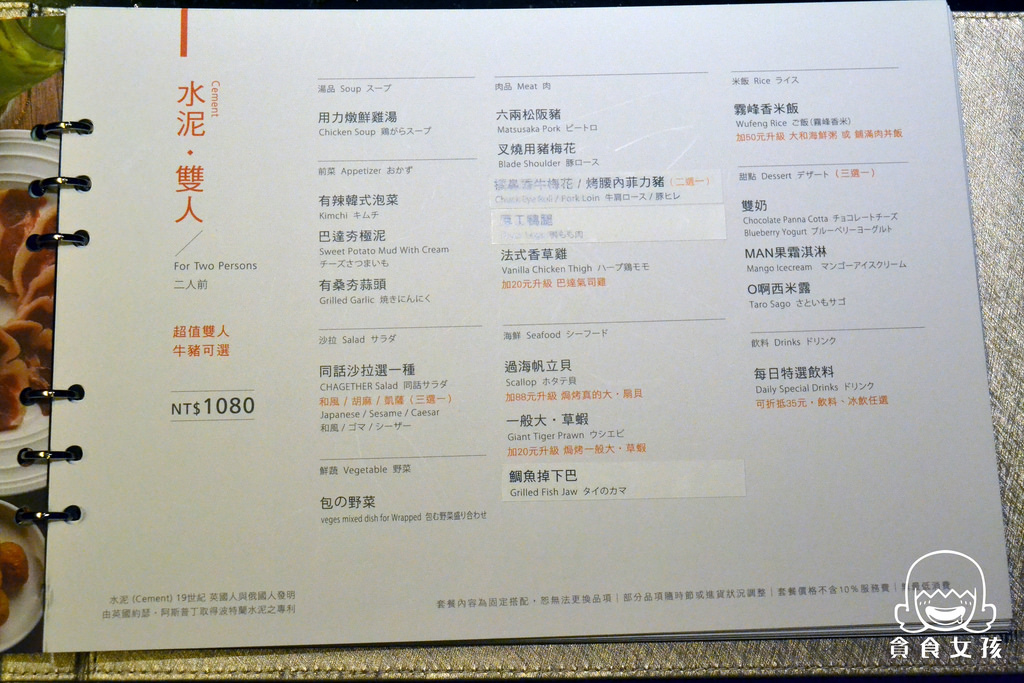 Cement
水泥・雙人
For Two Persons
二人前
超值雙人
牛豬可選
NT$1080
水泥 (Cement) 19世紀 英國人與俄國人發明
由英國約瑟・阿斯普丁取得波特蘭水泥之專利
湯品 Soup スープ
用力燉鮮雞湯
Chicken Soup 鶏がらスープ
前菜 Appetizer おかず
有辣韓式泡菜
Kimchi キムチ
巴達夯極泥
Sweet Potato Mud With Cream
チーズさつまいも
有桑夯蒜頭
Grilled Garlic 焼きにんにく
沙拉 Salad サラダ
同話沙拉選一種
CHAGETHER Salad 同話サラダ
和風 / 胡麻 / 凱薩（三選一）
Japanese / Sesame / Caesar
和風 / ゴマ / シーザー
鮮蔬 Vegetable 野菜
包の野菜
veges mixed dish for Wrapped 包む野菜盛り合わせ
肉品 Meat 肉
六兩松阪豬
Matsusaka Pork ピートロ
叉燒用豬梅花
Blade Shoulder 豚ロース
牛梅花 / 烤腰內菲力豬（二選一）
Chuck Eye Roll / Pork Loin 牛肩ロース / 豚ヒレ
法式香草雞
Vanilla Chicken Thigh ハーブ鶏モモ
加20元升級 巴達氣司雞
海鮮 Seafood シーフード
過海帆立貝
Scallop ホタテ貝
加88元升級 焗烤真的大・扇貝
一般大・草蝦
Giant Tiger Prawn ウシエビ
加20元升級 焗烤一般大・草蝦
鯛魚掉下巴
Grilled Fish Jaw タイのカマ
米飯 Rice ライス
霧峰香米飯
Wufeng Rice ご飯（霧峰香米）
加50元升級 大和海鮮粥 或 鋪滿肉丼飯
甜點 Dessert デザート（三選一）
雙奶
Chocolate Panna Cotta チョコレートチーズ
Blueberry Yogurt ブルーベリーヨーグルト
MAN果霜淇淋
Mango Icecream マンゴーアイスクリーム
O啊西米露
Taro Sago さといもサゴ
飲料 Drinks ドリンク
每日特選飲料
Daily Special Drinks ドリンク
可折抵35元・飲料、冰飲任選
套餐內容為固定搭配，恕無法更換品項｜部分品項隨時節或進貨狀況調整｜套餐價格不含10%服務費｜無最低消費
貪食女孩